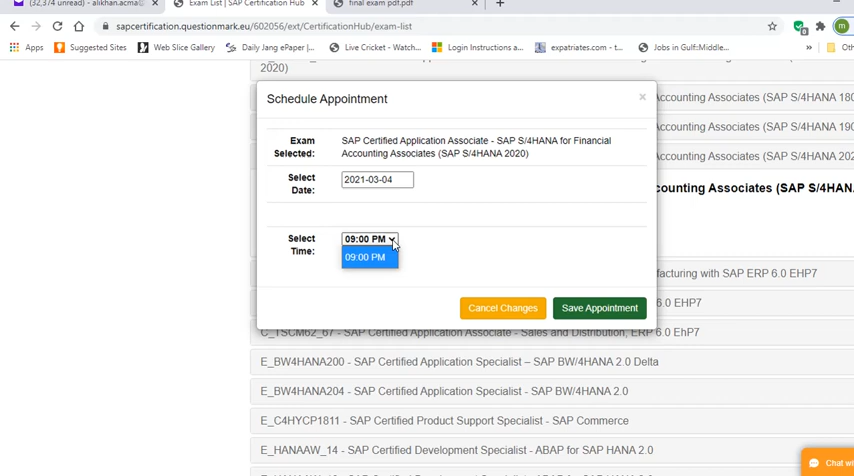 (32,374 unread) - alikhan.acma@
Exam List | SAP Certification Hub
final exam pdf.pdf
sapcertification.questionmark.eu/602056/ext/CertificationHub/exam-list
Apps
Suggested Sites
Web Slice Gallery
Daily Jang ePaper |...
Live Cricket - Watch...
Login Instructions a...
expatriates.com - t...
Jobs in Gulf::Middle...
»
2020)
Schedule Appointment
×
Accounting Associates (SAP S/4HANA 180
Exam Selected:
SAP Certified Application Associate - SAP S/4HANA for Financial
Accounting Associates (SAP S/4HANA 2020)
Accounting Associates (SAP S/4HANA 190
Accounting Associates (SAP S/4HANA 202
Select Date:
2021-03-04
counting Associates (SAP S/4HANA
Select Time:
09:00 PM
09:00 PM
facturing with SAP ERP 6.0 EHP7
6.0 EHP7
Cancel Changes
Save Appointment
C_TSCM62_67 - SAP Certified Application Associate - Sales and Distribution, ERP 6.0 EhP7
E_BW4HANA200 - SAP Certified Application Specialist – SAP BW/4HANA 2.0 Delta
E_BW4HANA204 - SAP Certified Application Specialist - SAP BW/4HANA 2.0
E_C4HYCP1811 - SAP Certified Product Support Specialist - SAP Commerce
E_HANAAW_14 - SAP Certified Development Specialist - ABAP for SAP HANA 2.0
Chat wi